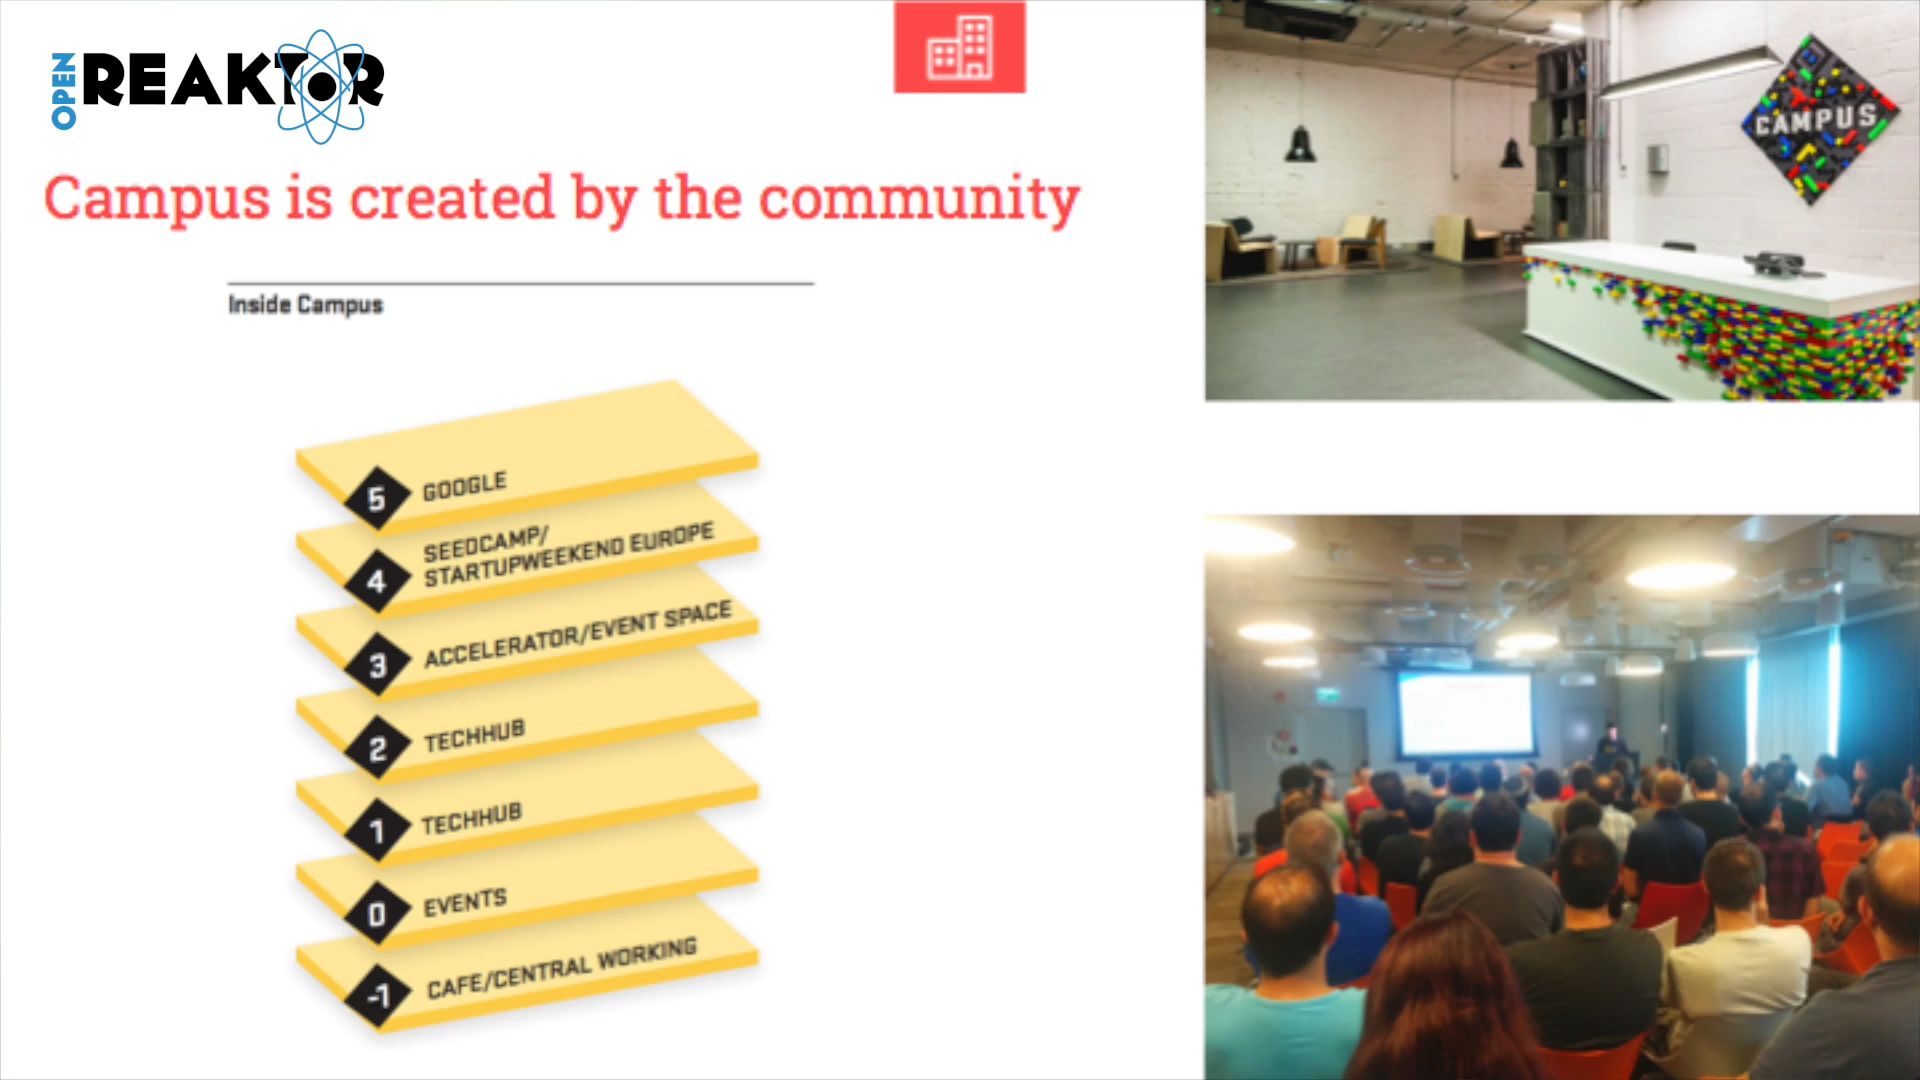 OPEN REAKTOR
Campus is created by the community
Inside Campus
5 GOOGLE
4 SEEDCAMP/
STARTUPWEEKEND EUROPE
3 ACCELERATOR/EVENT SPACE
2 TECHHUB
1 TECHHUB
0 EVENTS
-1 CAFE/CENTRAL WORKING
CAMPUS